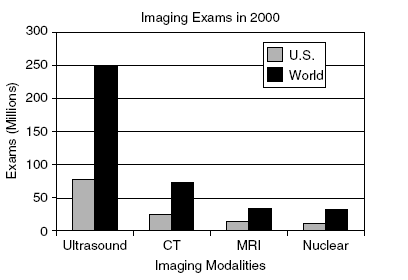 Imaging Exams in 2000
300
250
200
150
100
50
0
Exams (Millions)
U.S.
World
Ultrasound CT MRI Nuclear
Imaging Modalities